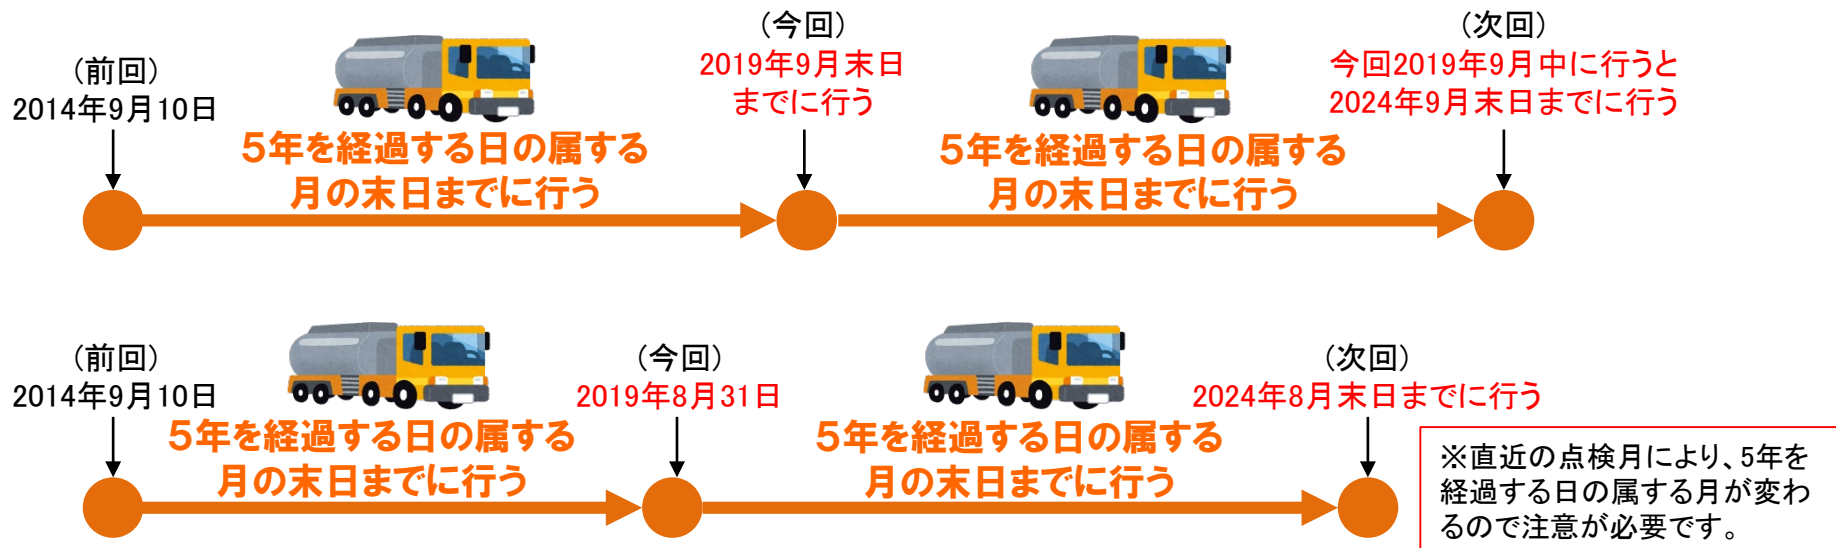 （前回）
2014年9月10日
５年を経過する日の属する
月の末日までに行う
（今回）
2019年9月末日
までに行う
５年を経過する日の属する
月の末日までに行う
（次回）
今回2019年9月中に行うと
2024年9月末日までに行う
（前回）
2014年9月10日
５年を経過する日の属する
月の末日までに行う
（今回）
2019年8月31日
５年を経過する日の属する
月の末日までに行う
（次回）
2024年8月末日までに行う
※直近の点検月により、5年を
経過する日の属する月が変わ
るので注意が必要です。